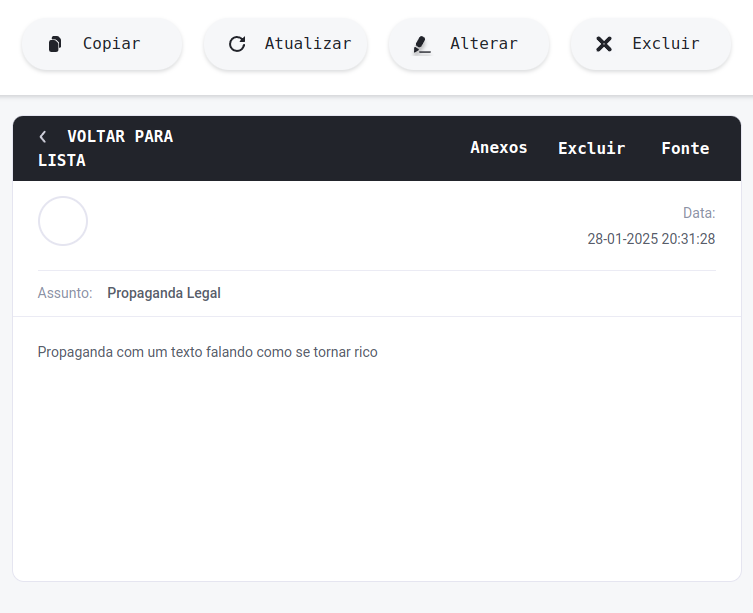 Copiar Atualizar Alterar Excluir
VOLTAR PARA
LISTA
Anexos Excluir Fonte
Data:
28-01-2025 20:31:28
Assunto: Propaganda Legal
Propaganda com um texto falando como se tornar rico